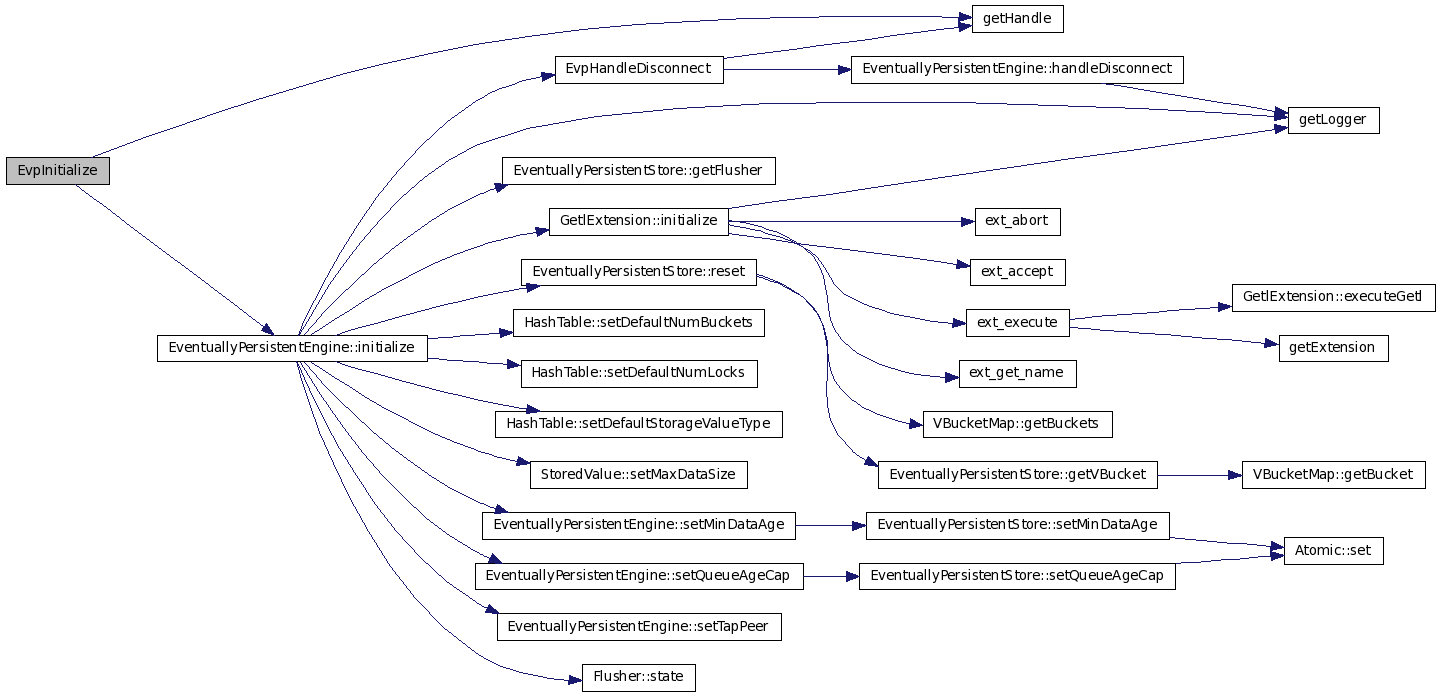 getHandle
EvpHandleDisconnect
EventuallyPersistentEngine::handleDisconnect
getLogger
EvpInitialize
EventuallyPersistentStore::getFlusher
GetlExtension::initialize
ext_abort
EventuallyPersistentStore::reset
ext_accept
GetlExtension::executeGetl
HashTable::setDefaultNumBuckets
ext_execute
EventuallyPersistentEngine::initialize
getExtension
HashTable::setDefaultNumLocks
ext_get_name
HashTable::setDefaultStorageValueType
VBucketMap::getBuckets
StoredValue::setMaxDataSize
EventuallyPersistentStore::getVBucket
VBucketMap::getBucket
EventuallyPersistentEngine::setMinDataAge
EventuallyPersistentStore::setMinDataAge
Atomic::set
EventuallyPersistentEngine::setQueueAgeCap
EventuallyPersistentStore::setQueueAgeCap
EventuallyPersistentEngine::setTapPeer
Flusher::state